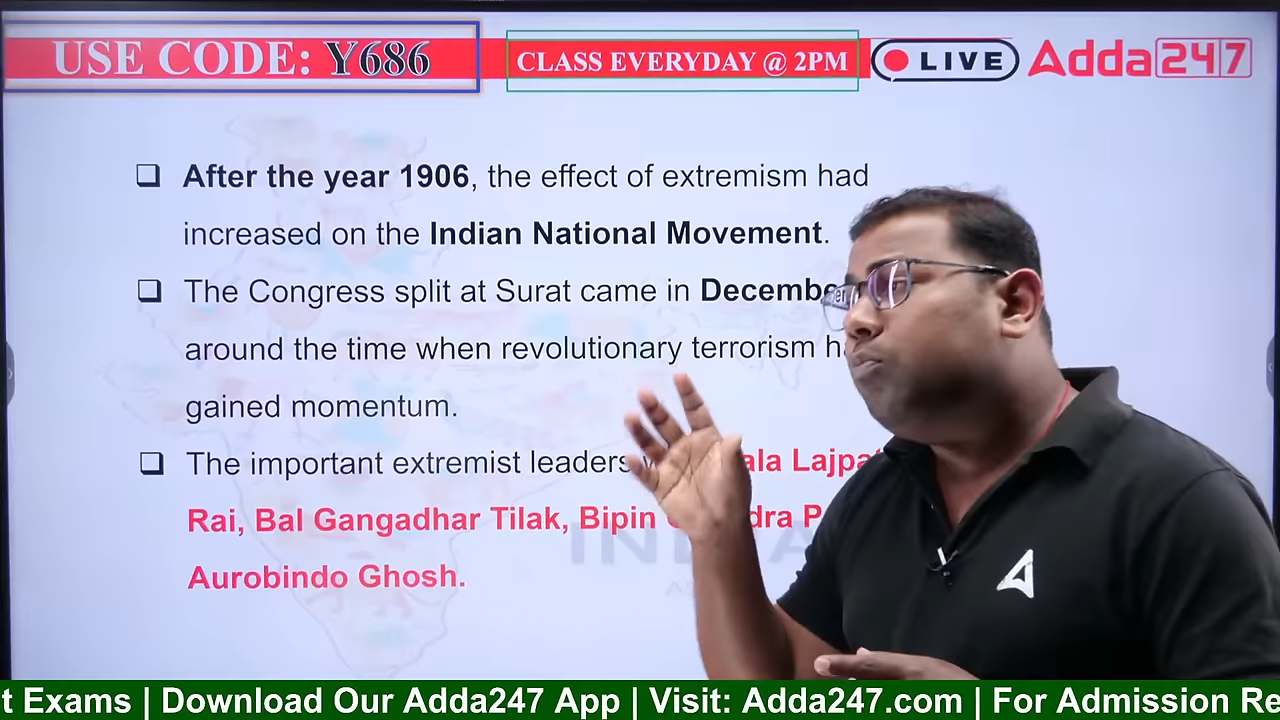 USE CODE: Y686
CLASS EVERYDAY @ 2PM
LIVE
Adda247
After the year 1906, the effect of extremism had
increased on the Indian National Movement.
The Congress split at Surat came in
around the time when revolutionary terrorism
gained momentum.
The important extremist leaders
Rai, Bal Gangadhar Tilak, Bipin
Aurobindo Ghosh.
t Exams | Download Our Adda247 App | Visit: Adda247.com | For Admission Re